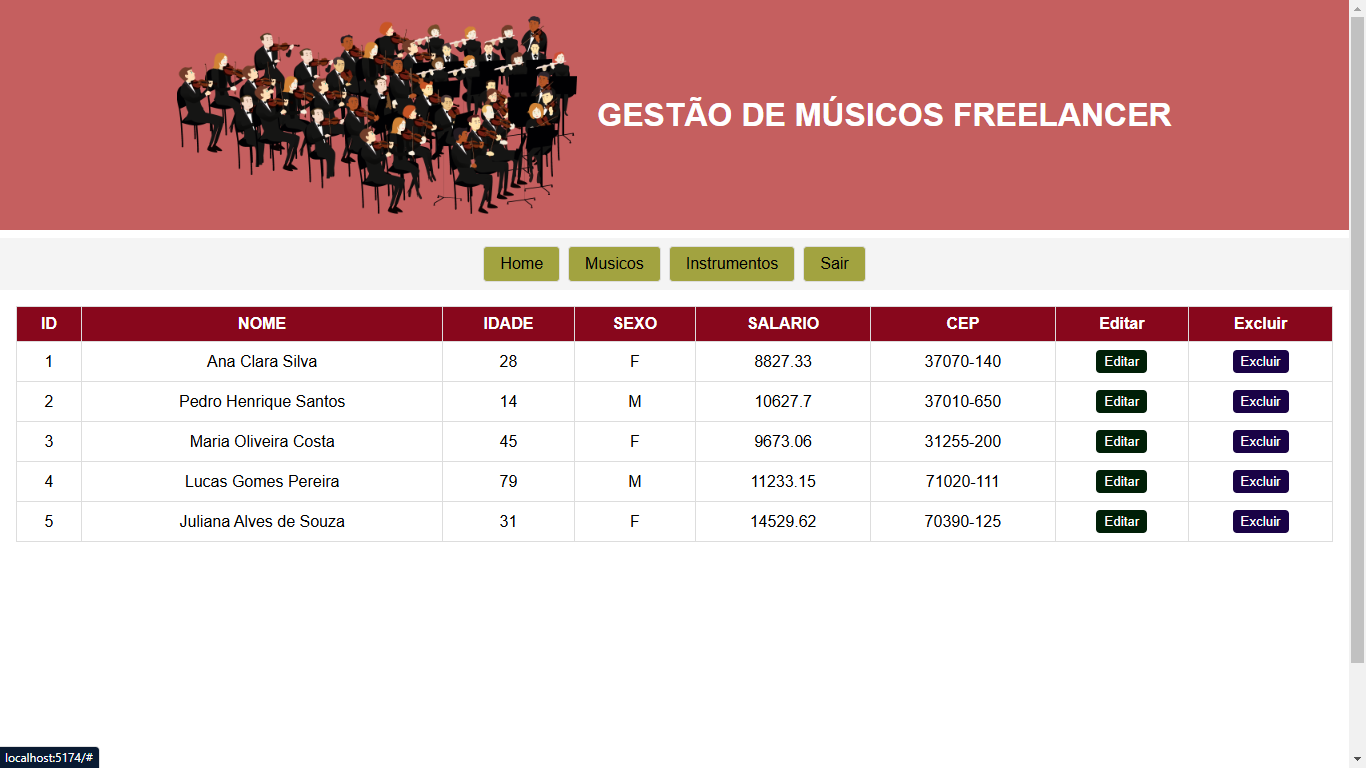 GESTÃO DE MÚSICOS FREELANCER
Home Musicos Instrumentos Sair
ID NOME IDADE SEXO SALARIO CEP Editar Excluir
1 Ana Clara Silva 28 F 8827.33 37070-140 Editar Excluir
2 Pedro Henrique Santos 14 M 10627.7 37010-650 Editar Excluir
3 Maria Oliveira Costa 45 F 9673.06 31255-200 Editar Excluir
4 Lucas Gomes Pereira 79 M 11233.15 71020-111 Editar Excluir
5 Juliana Alves de Souza 31 F 14529.62 70390-125 Editar Excluir
localhost:5174/#